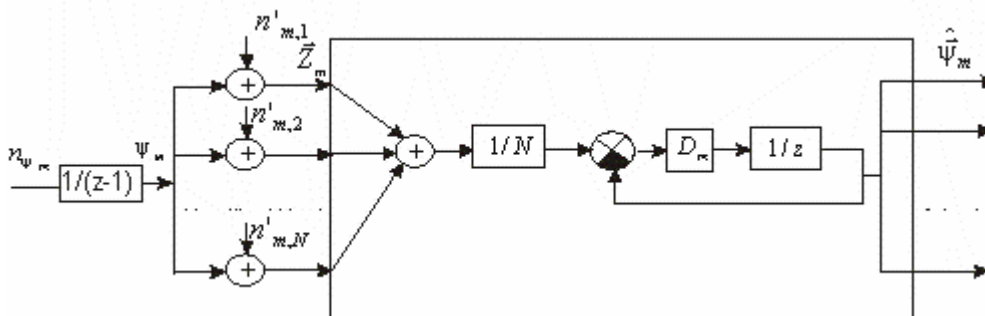 n'm,1
Z⃗m
ψ̂⃗m
n'm,2
nψm
1/(z-1)
ψm
+
+
+
1/N
Dm
1/z
.. ... ... ...
n'm,N
+